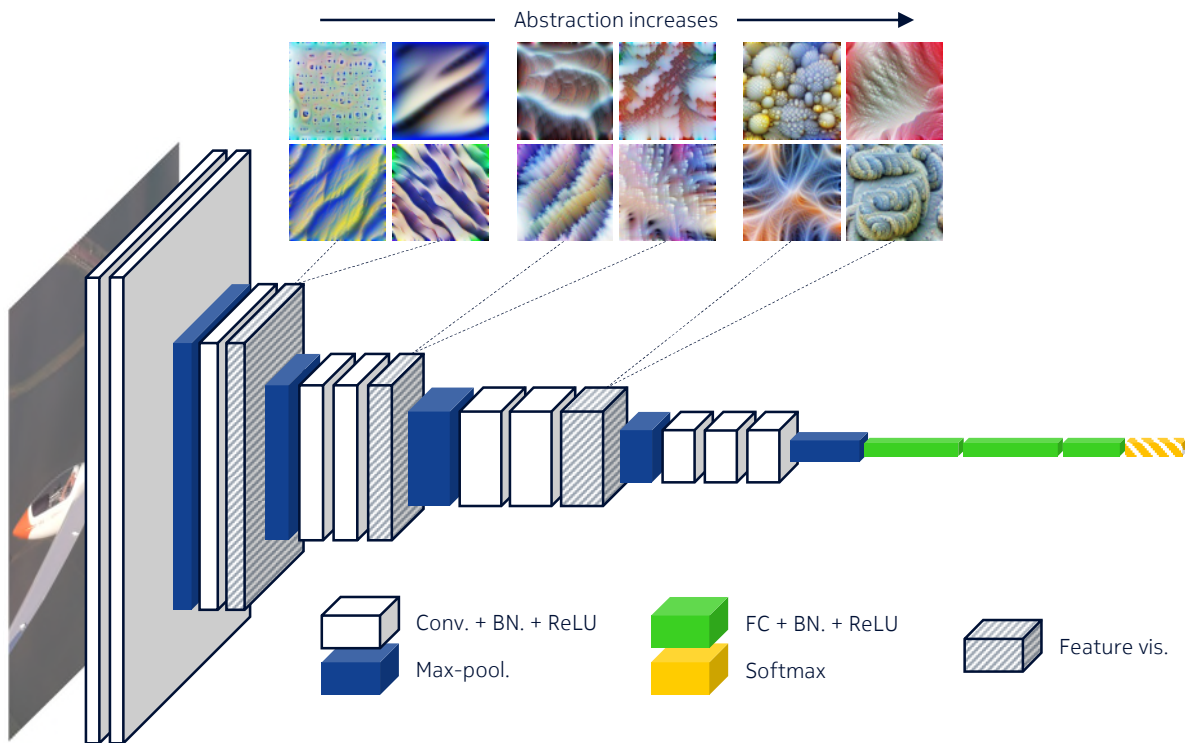 Abstraction increases
Conv. + BN. + ReLU
Max-pool.
FC + BN. + ReLU
Softmax
Feature vis.